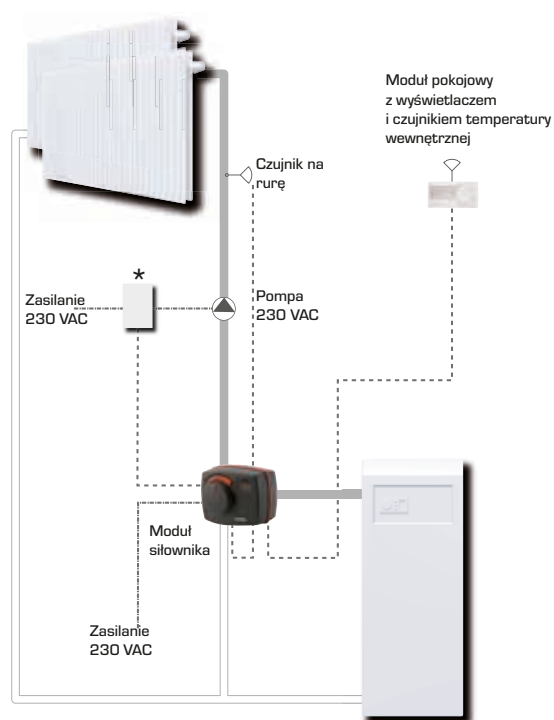 Moduł pokojowy
z wyświetlaczem
i czujnikiem temperatury
wewnętrznej
Czujnik na
rurę
*
Zasilanie
230 VAC
Pompa
230 VAC
Moduł
siłownika
Zasilanie
230 VAC